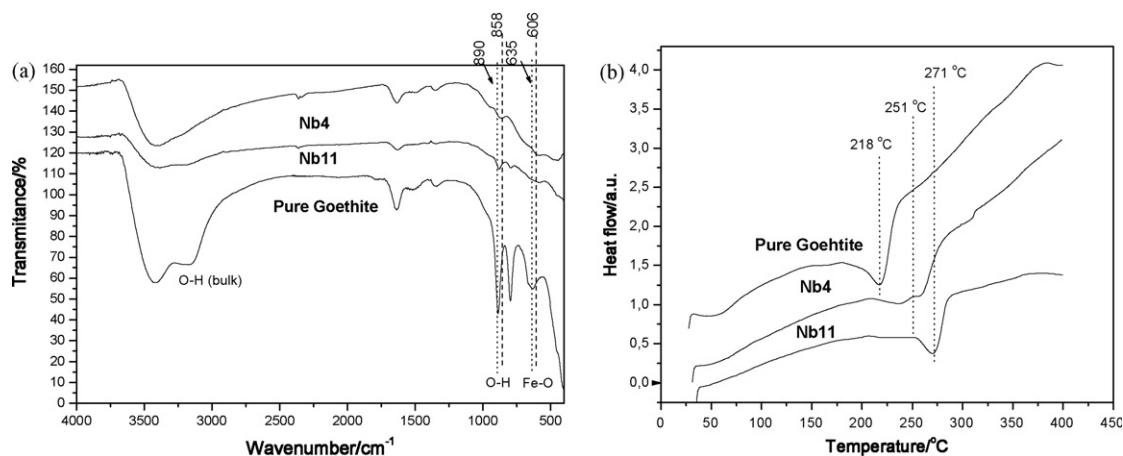 (a)
890
858
635
606
160
150
140
130
120
110
100
90
80
70
60
50
40
30
20
10
0
Transmitance/%
Nb4
Nb11
Pure Goethite
O-H (bulk)
O-H
Fe-O
4000 3500 3000 2500 2000 1500 1000 500
Wavenumber/cm-1
(b)
4,0
3,5
3,0
2,5
2,0
1,5
1,0
0,5
0,0
Heat flow/a.u.
271 °C
251 °C
218 °C
Pure Goehtite
Nb4
Nb11
0 50 100 150 200 250 300 350 400 450
Temperature/°C